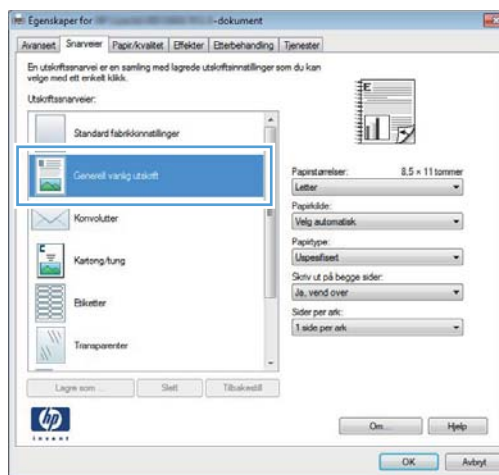 Egenskaper for -dokument
Avansert Snarveier Papir/kvalitet Effekter Etterbehandling Tjenester
En utskriftssnarvei er en samling med lagrede utskriftsinnstillinger som du kan
velge med ett enkelt klikk.
Utskriftssnarveier:
Standard fabrikkinnstillinger
Generell vanlig utskrift
Konvolutter
Kartong/tung
Etiketter
Transparenter
Lagre som ... Slett Tilbakestill
E
Papirstørrelser: 8,5 × 11 tommer
Letter
Papirkilde:
Velg automatisk
Papirtype:
Uspesifisert
Skriv ut på begge sider:
Ja, vend over
Sider per ark:
1 side per ark
hp
invent
Om... Hjelp
OK Avbryt